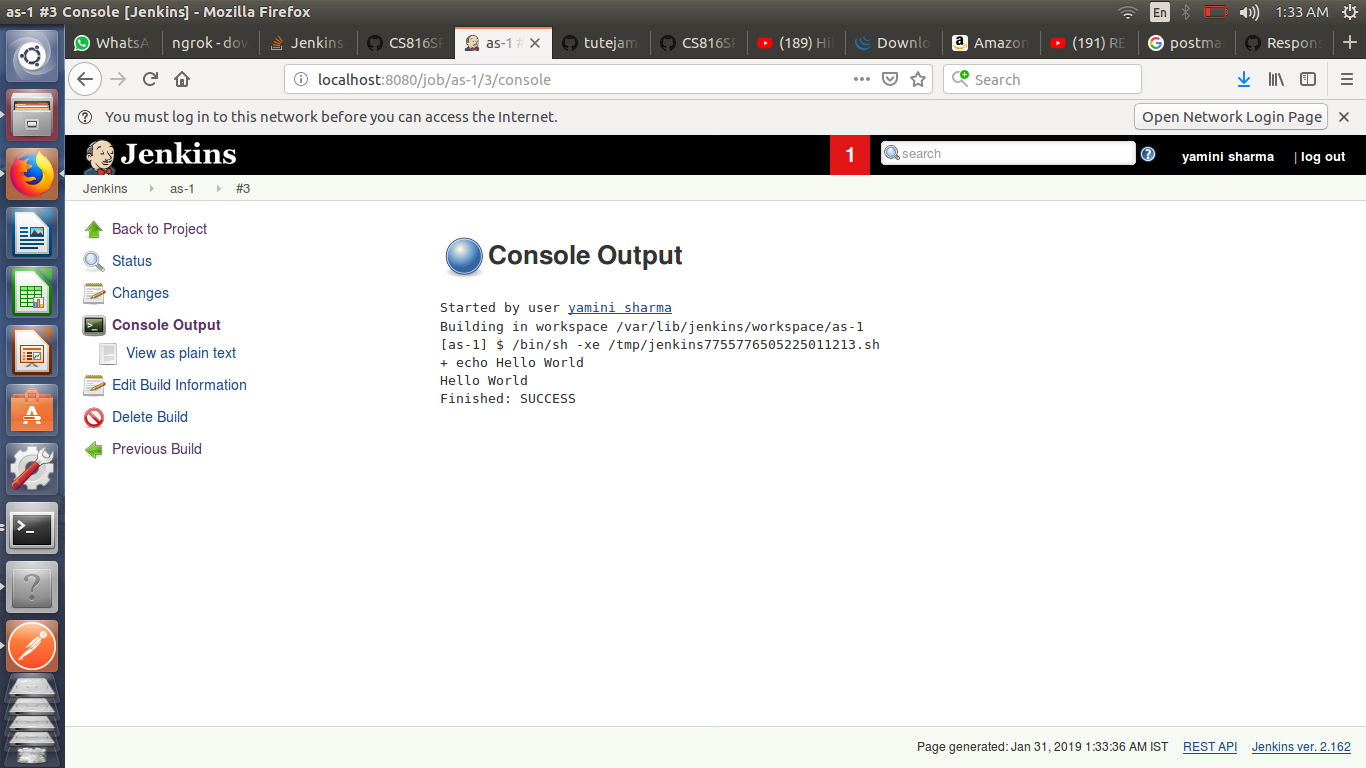 as-1 #3 Console [Jenkins] - Mozilla Firefox
En
1:33 AM
WhatsA
ngrok - dow
Jenkins
CS816SP
as-1 #
tutejam
CS816SP
(189) Hil
Downlo
Amazon
(191) RE
postma
Respons
localhost:8080/job/as-1/3/console
Search
You must log in to this network before you can access the Internet.
Open Network Login Page
Jenkins
1
search
yamini sharma
| log out
Jenkins
as-1
#3
Back to Project
Status
Changes
Console Output
View as plain text
Edit Build Information
Delete Build
Previous Build
Console Output
Started by user yamini sharma
Building in workspace /var/lib/jenkins/workspace/as-1
[as-1] $ /bin/sh -xe /tmp/jenkins7755776505225011213.sh
+ echo Hello World
Hello World
Finished: SUCCESS
Page generated: Jan 31, 2019 1:33:36 AM IST
REST API
Jenkins ver. 2.162